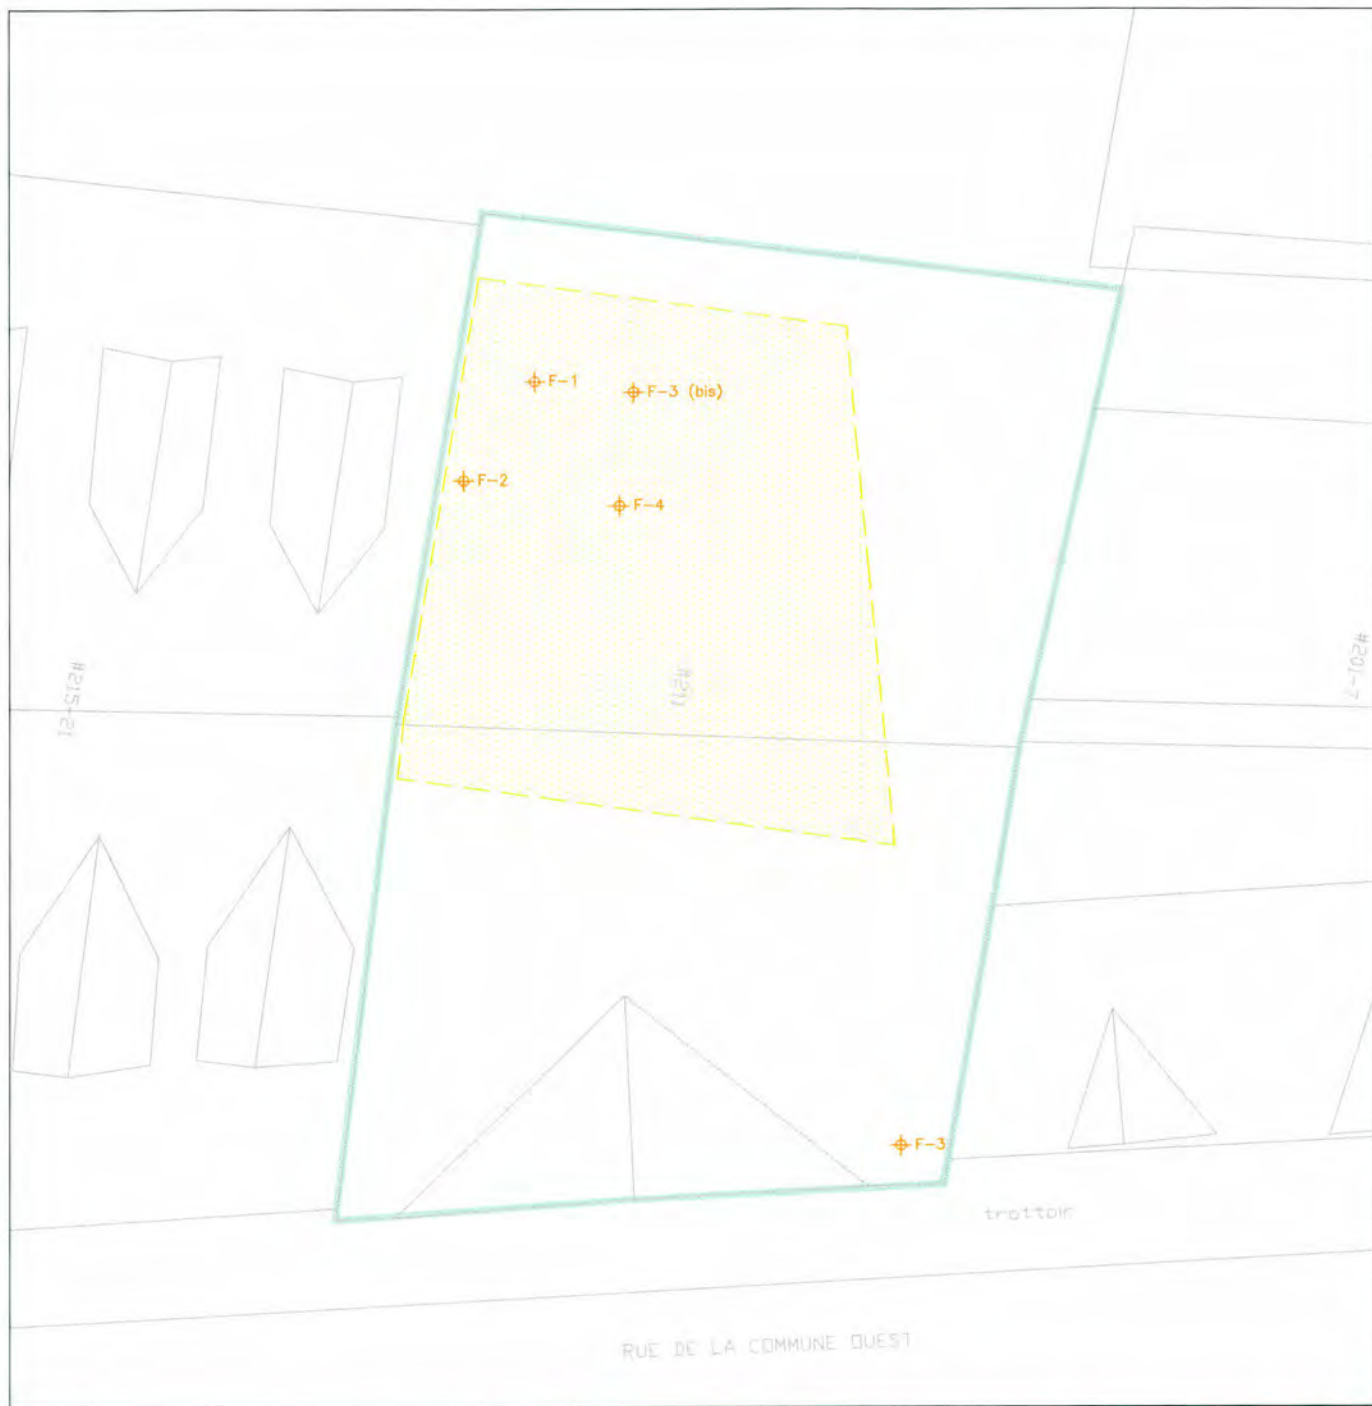 F-1
F-3 (bis)
F-2
F-4
#215-21
#211
#201-7
F-3
trottoir
RUE DE LA COMMUNE OUEST